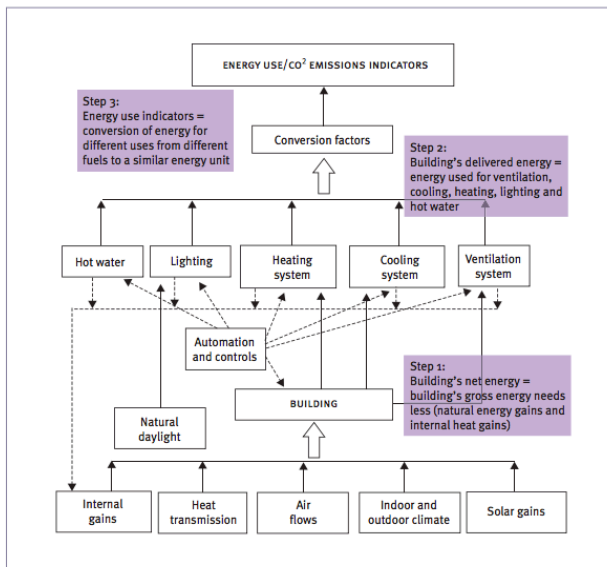 ENERGY USE/CO² EMISSIONS INDICATORS
Step 3:
Energy use indicators =
conversion of energy for
different uses from different
fuels to a similar energy unit
Conversion factors
Step 2:
Building's delivered energy =
energy used for ventilation,
cooling, heating, lighting and
hot water
Hot water
Lighting
Heating
system
Cooling
system
Ventilation
system
Automation
and controls
Step 1:
Building's net energy =
building's gross energy needs
less (natural energy gains and
internal heat gains)
BUILDING
Natural
daylight
Internal
gains
Heat
transmission
Air
flows
Indoor and
outdoor climate
Solar gains